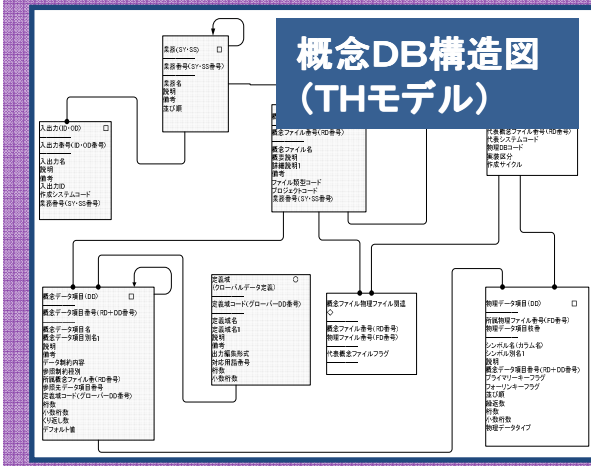 概念DB構造図
(THモデル)
業務(SY・SS)
業務番号(SY・SS番号)
業務名
説明
備考
並び順
入出力(ID・OD)
入出力番号(ID・OD番号)
入出力名
説明
備考
入出力ID
作成システムコード
業務番号(SY・SS番号)
概念ファイル番号(RD番号)
概念ファイル名
概要説明
詳細説明1
備考
ファイル類型コード
プロジェクトコード
業務番号(SY・SS番号)
代表概念ファイル番号(RD番号)
代表システムコード
物理DBコード
実装区分
作成サイクル
概念データ項目(DD)
概念データ項目番号(RD+DD番号)
概念データ項目名
概念データ項目別名1
説明
備考
データ制約内容
参照制約種別
所属概念ファイル番(RD番号)
参照先データ項目番号
定義域コード(グローバーDD番号)
桁数
小数桁数
くり返し数
デフォルト値
定義域
(グローバルデータ定義)
定義域コード(グローバーDD番号)
定義域名
定義域名1
説明
備考
出力編集形式
対応用語番号
桁数
小数桁数
概念ファイル物理ファイル関連
概念ファイル番号(RD番号)
物理ファイル番号(FD番号)
代表概念ファイルフラグ
物理データ項目(DD)
所属物理ファイル番号(FD番号)
物理データ項目枝番
シンボル名(カラム名)
シンボル別名1
説明
概念データ項目番号(RD+DD番号)
プライマリーキーフラグ
フォーリンキーフラグ
並び順
繰返数
桁数
小数桁数
物理データタイプ